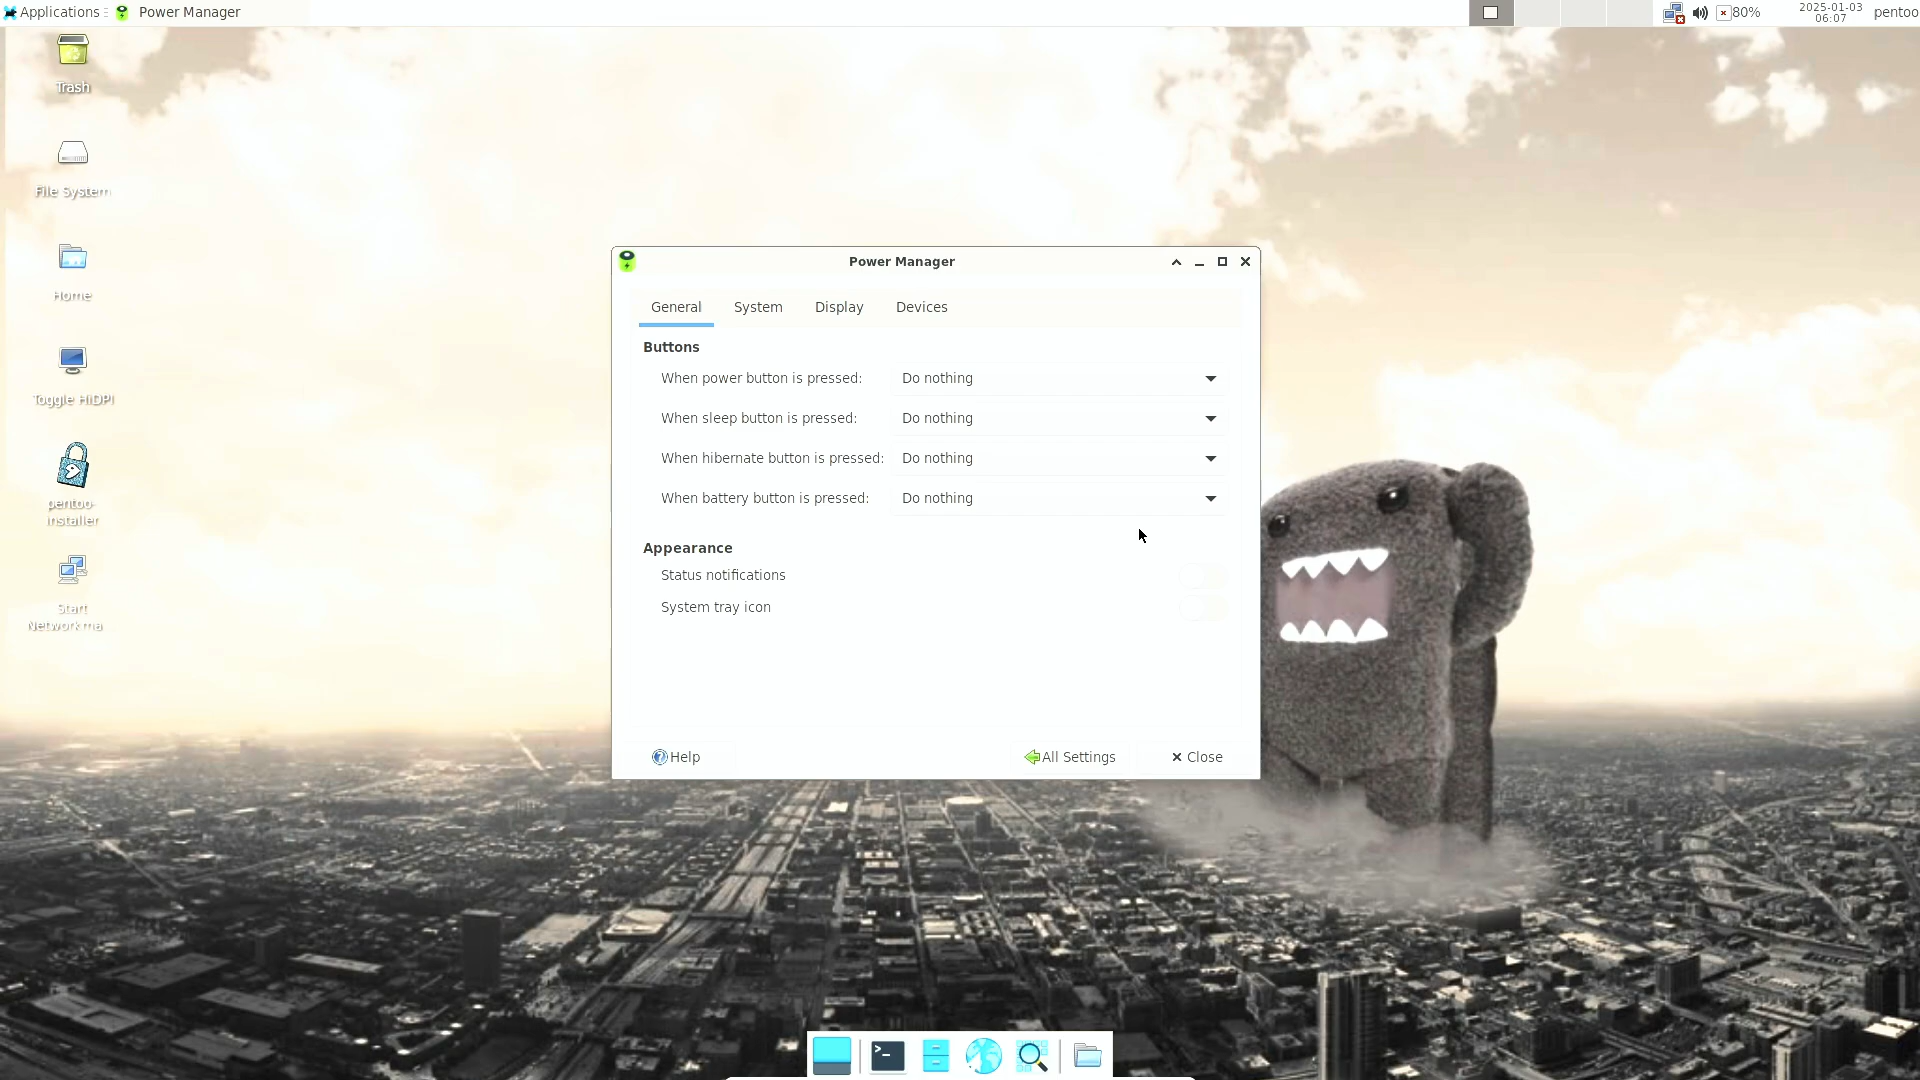 Applications
Power Manager
80%
2025-01-03
06:07
pentoo
Trash
File System
Home
Toggle HiDPI
pentoo-
installer
Start
Networkma
Power Manager
General System Display Devices
Buttons
When power button is pressed: Do nothing
When sleep button is pressed: Do nothing
When hibernate button is pressed: Do nothing
When battery button is pressed: Do nothing
Appearance
Status notifications
System tray icon
Help All Settings Close